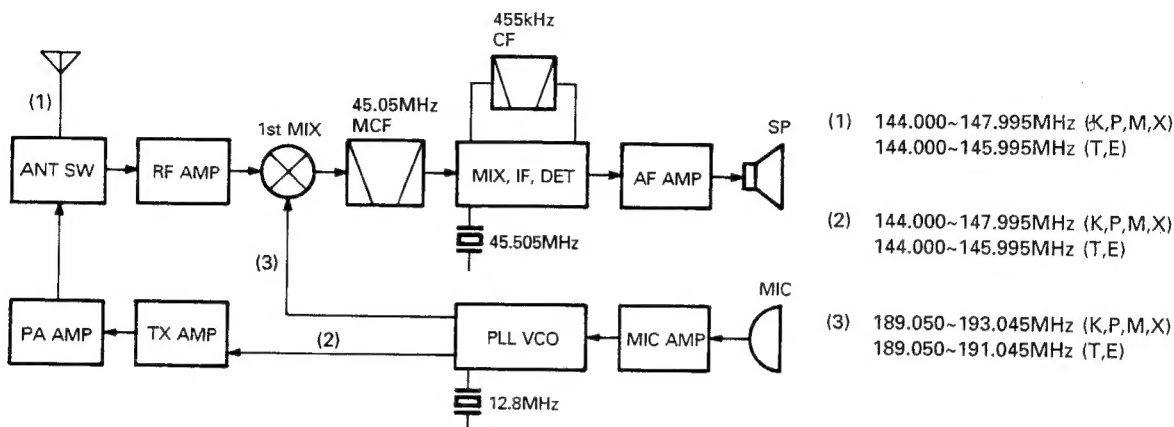 455kHz
CF
(1)
45.05MHz
MCF
1st MIX
SP
ANT SW
RF AMP
MIX, IF, DET
AF AMP
45.505MHz
(3)
MIC
PA AMP
TX AMP
(2)
PLL VCO
MIC AMP
12.8MHz
(1) 144.000~147.995MHz (K,P,M,X)
144.000~145.995MHz (T,E)
(2) 144.000~147.995MHz (K,P,M,X)
144.000~145.995MHz (T,E)
(3) 189.050~193.045MHz (K,P,M,X)
189.050~191.045MHz (T,E)